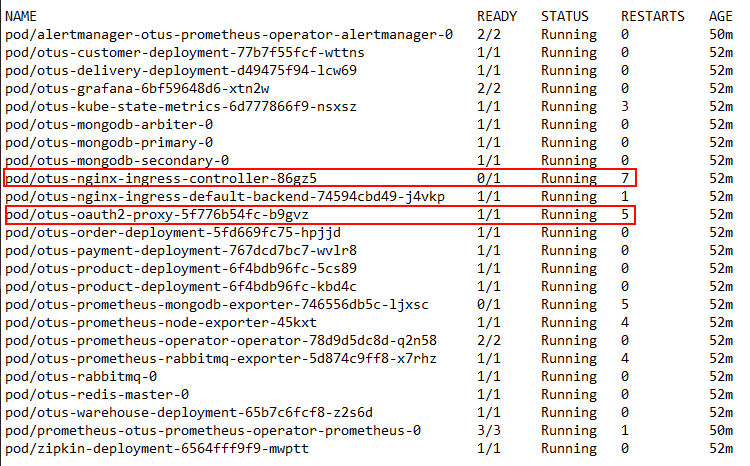 NAME READY STATUS RESTARTS AGE
pod/alertmanager-otus-prometheus-operator-alertmanager-0 2/2 Running 0 50m
pod/otus-customer-deployment-77b7f55fcf-wttns 1/1 Running 0 52m
pod/otus-delivery-deployment-d49475f94-lcw69 1/1 Running 0 52m
pod/otus-grafana-6bf59648d6-xtn2w 2/2 Running 0 52m
pod/otus-kube-state-metrics-6d777866f9-nsxsz 1/1 Running 3 52m
pod/otus-mongodb-arbiter-0 1/1 Running 0 52m
pod/otus-mongodb-primary-0 1/1 Running 0 52m
pod/otus-mongodb-secondary-0 1/1 Running 0 52m
pod/otus-nginx-ingress-controller-86gz5 0/1 Running 7 52m
pod/otus-nginx-ingress-default-backend-74594cbd49-j4vkp 1/1 Running 1 52m
pod/otus-oauth2-proxy-5f776b54fc-b9gvz 1/1 Running 5 52m
pod/otus-order-deployment-5fd669fc75-hpjjd 1/1 Running 0 52m
pod/otus-payment-deployment-767dcd7bc7-wvlr8 1/1 Running 0 52m
pod/otus-product-deployment-6f4bdb96fc-5cs89 1/1 Running 0 52m
pod/otus-product-deployment-6f4bdb96fc-kbd4c 1/1 Running 0 52m
pod/otus-prometheus-mongodb-exporter-746556db5c-ljxsc 0/1 Running 5 52m
pod/otus-prometheus-node-exporter-45kxt 1/1 Running 4 52m
pod/otus-prometheus-operator-operator-78d9d5dc8d-q2n58 2/2 Running 0 52m
pod/otus-prometheus-rabbitmq-exporter-5d874c9ff8-x7rhz 1/1 Running 4 52m
pod/otus-rabbitmq-0 1/1 Running 0 52m
pod/otus-redis-master-0 1/1 Running 0 52m
pod/otus-warehouse-deployment-65b7c6fcf8-z2s6d 1/1 Running 0 52m
pod/prometheus-otus-prometheus-operator-prometheus-0 3/3 Running 1 50m
pod/zipkin-deployment-6564fff9f9-mwptt 1/1 Running 0 52m